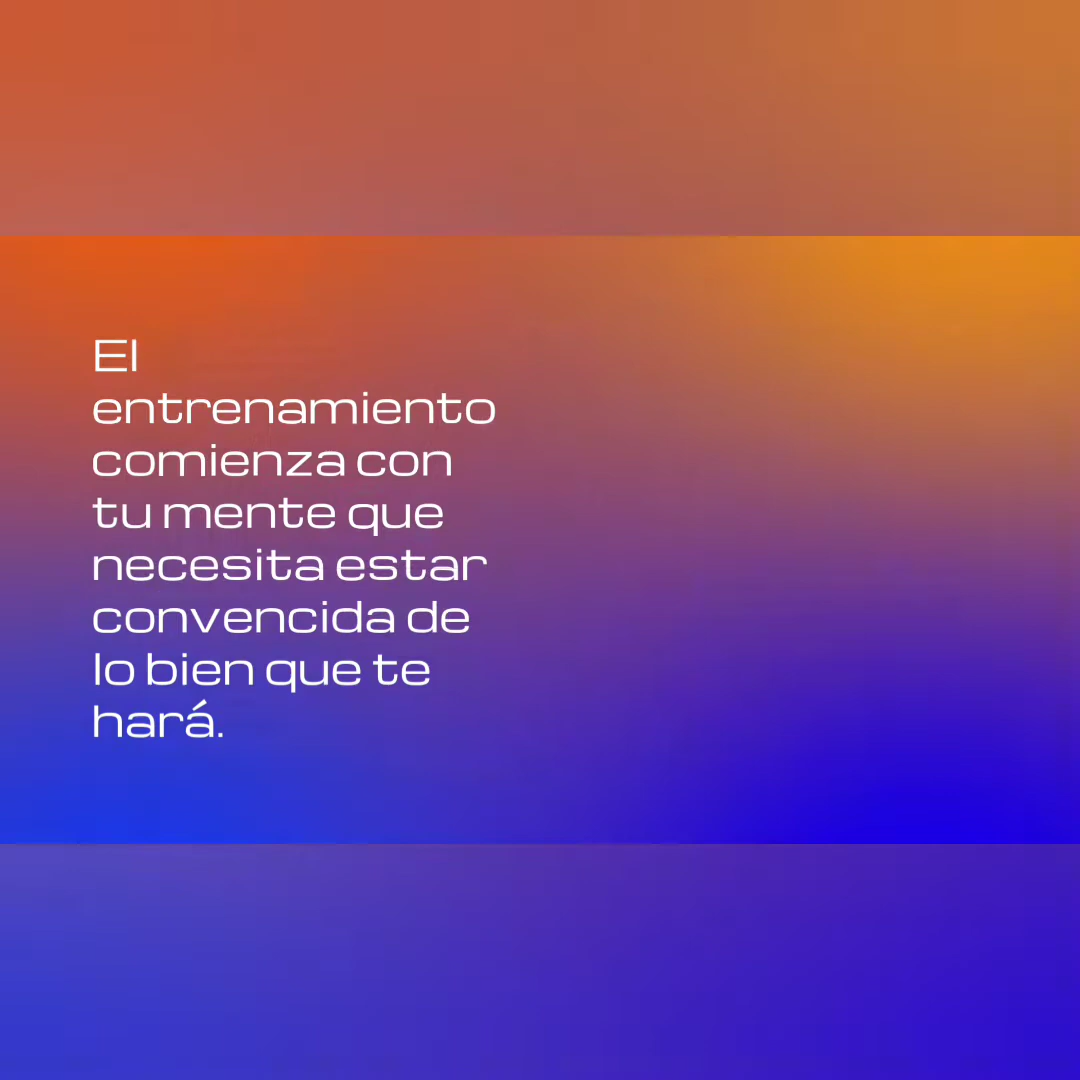 El
entrenamiento
comienza con
tu mente que
necesita estar
convencida de
lo bien que te
hará.